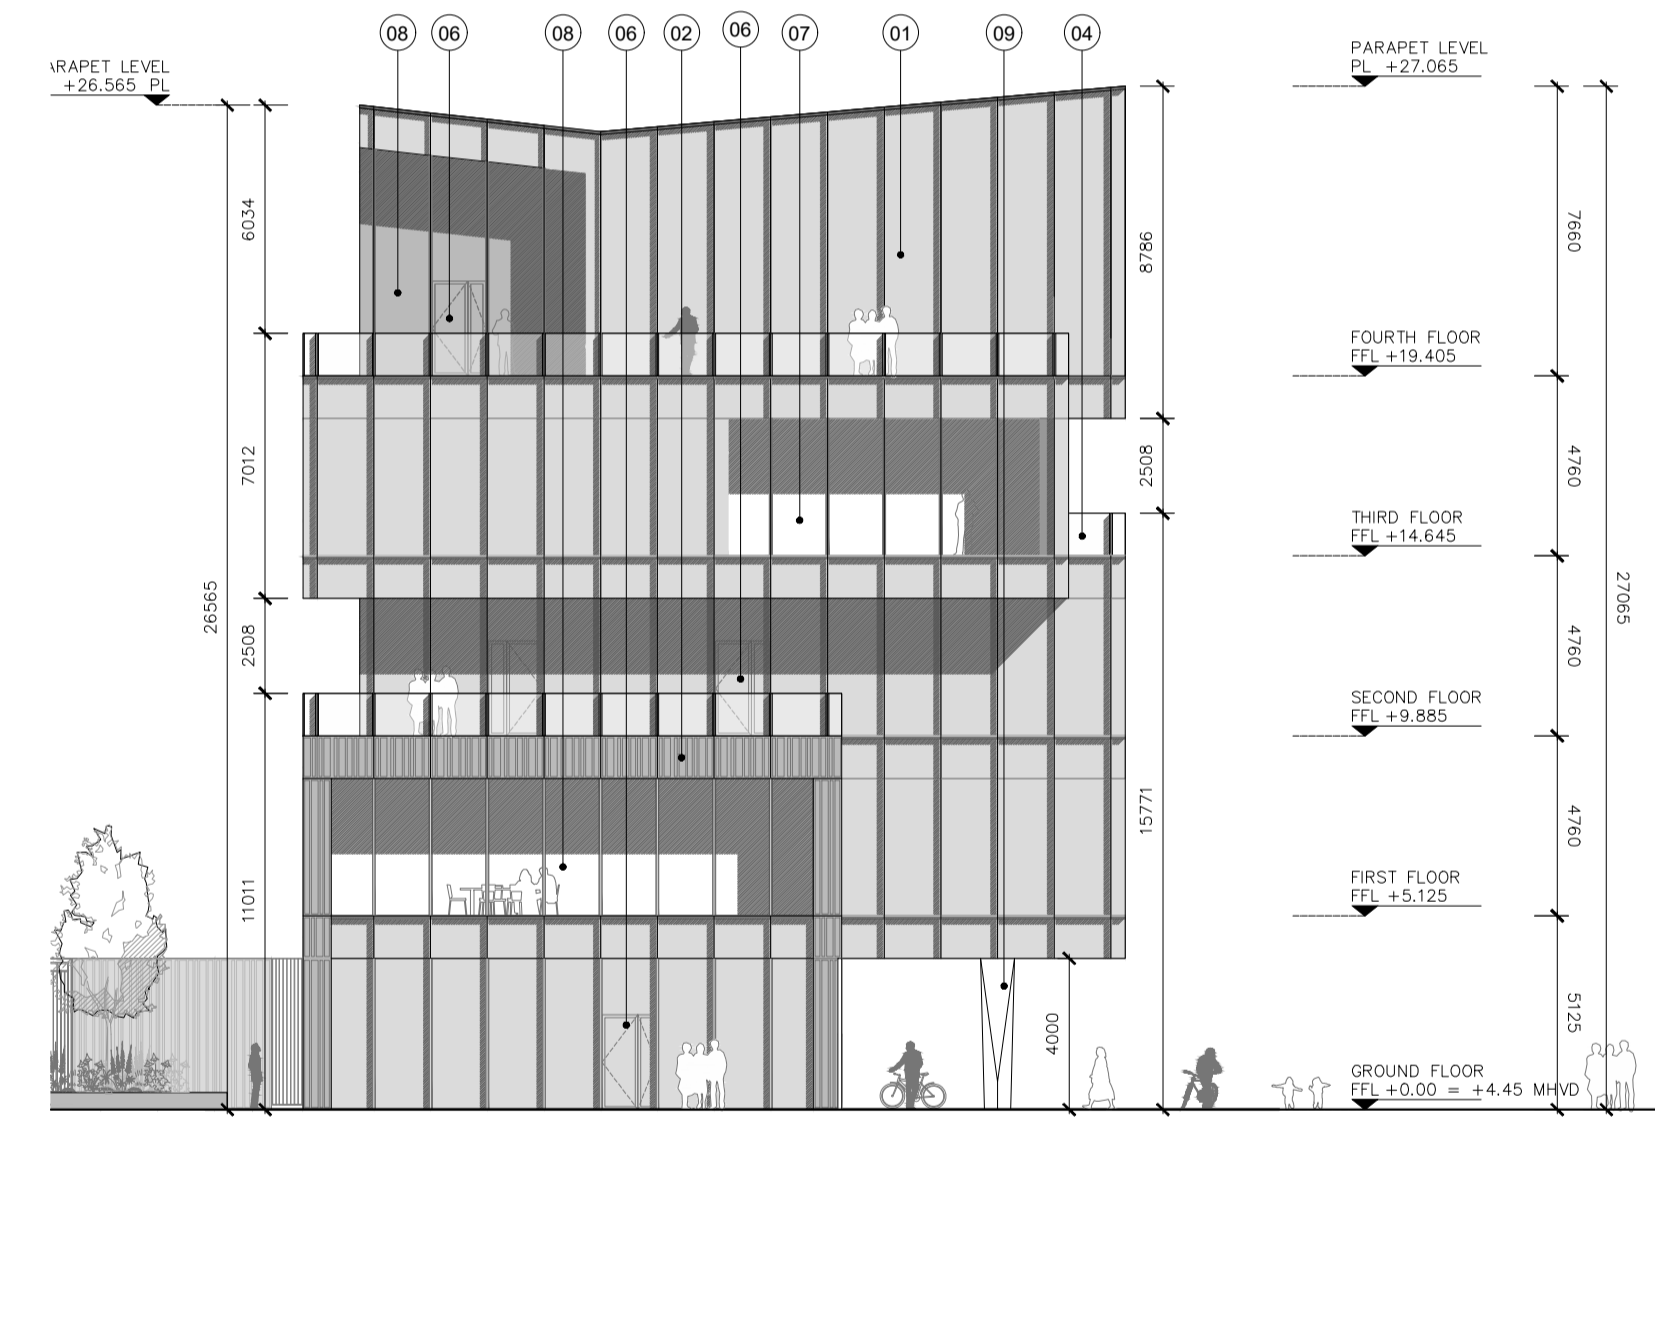 08 06 08 06 02 06 07 01 09 04
ARAPET LEVEL
+26.565 PL
PARAPET LEVEL
PL +27.065
6034
8786
7660
FOURTH FLOOR
FFL +19.405
7012
2508
4760
THIRD FLOOR
FFL +14.645
26565
27065
2508
4760
SECOND FLOOR
FFL +9.885
15771
4760
FIRST FLOOR
FFL +5.125
11011
4000
5125
GROUND FLOOR
FFL +0.00 = +4.45 MHVD